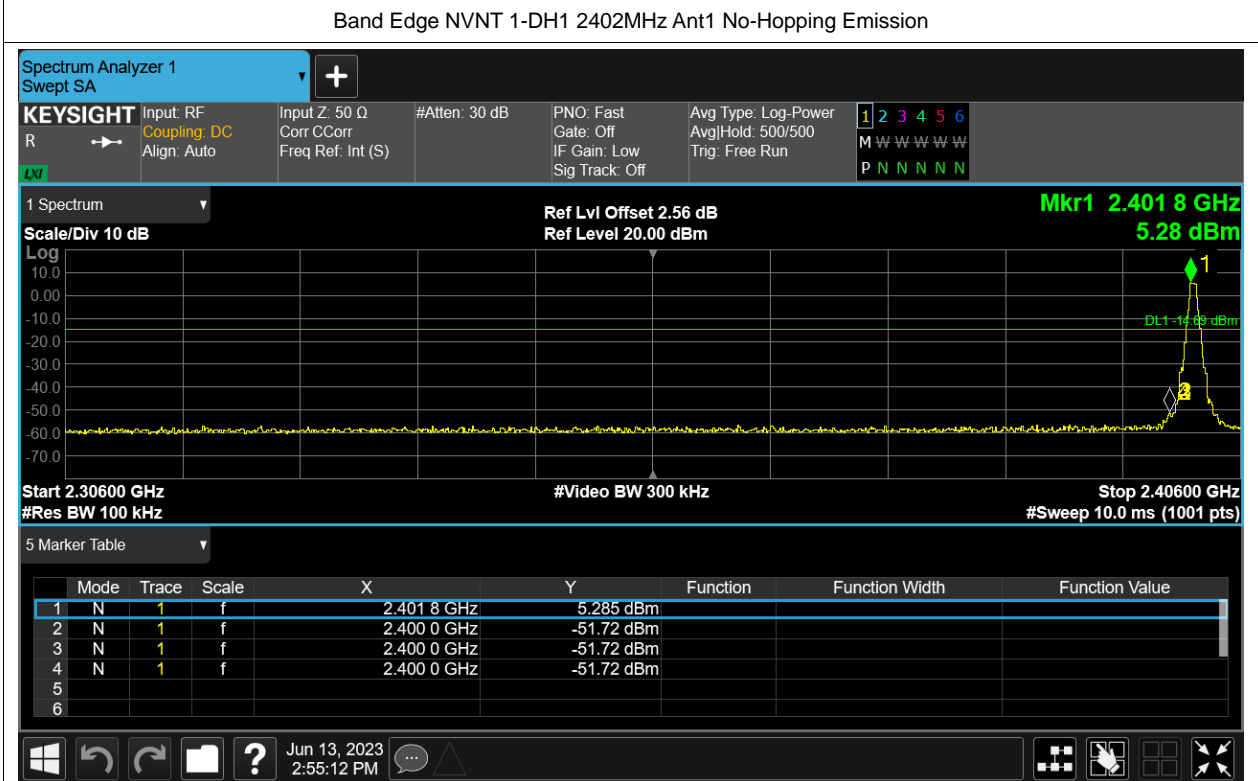 Band Edge NVNT 1-DH1 2402MHz Ant1 No-Hopping Emission
Spectrum Analyzer 1
Swept SA
KEYSIGHT
R
LXI
Input: RF
Coupling: DC
Align: Auto
Input Z: 50 Ω
Corr CCorr
Freq Ref: Int (S)
#Atten: 30 dB
PNO: Fast
Gate: Off
IF Gain: Low
Sig Track: Off
Avg Type: Log-Power
Avg|Hold: 500/500
Trig: Free Run
1 2 3 4 5 6
M W W W W W
P N N N N N
1 Spectrum
Scale/Div 10 dB
Ref Lvl Offset 2.56 dB
Ref Level 20.00 dBm
Mkr1 2.401 8 GHz
5.28 dBm
Log
10.0
0.00
-10.0
-20.0
-30.0
-40.0
-50.0
-60.0
-70.0
1
DL1 -14.69 dBm
Start 2.30600 GHz
#Video BW 300 kHz
Stop 2.40600 GHz
#Res BW 100 kHz
#Sweep 10.0 ms (1001 pts)
5 Marker Table
Mode Trace Scale X Y Function Function Width Function Value
1 N 1 f 2.401 8 GHz 5.285 dBm
2 N 1 f 2.400 0 GHz -51.72 dBm
3 N 1 f 2.400 0 GHz -51.72 dBm
4 N 1 f 2.400 0 GHz -51.72 dBm
5
6
?
Jun 13, 2023
2:55:12 PM